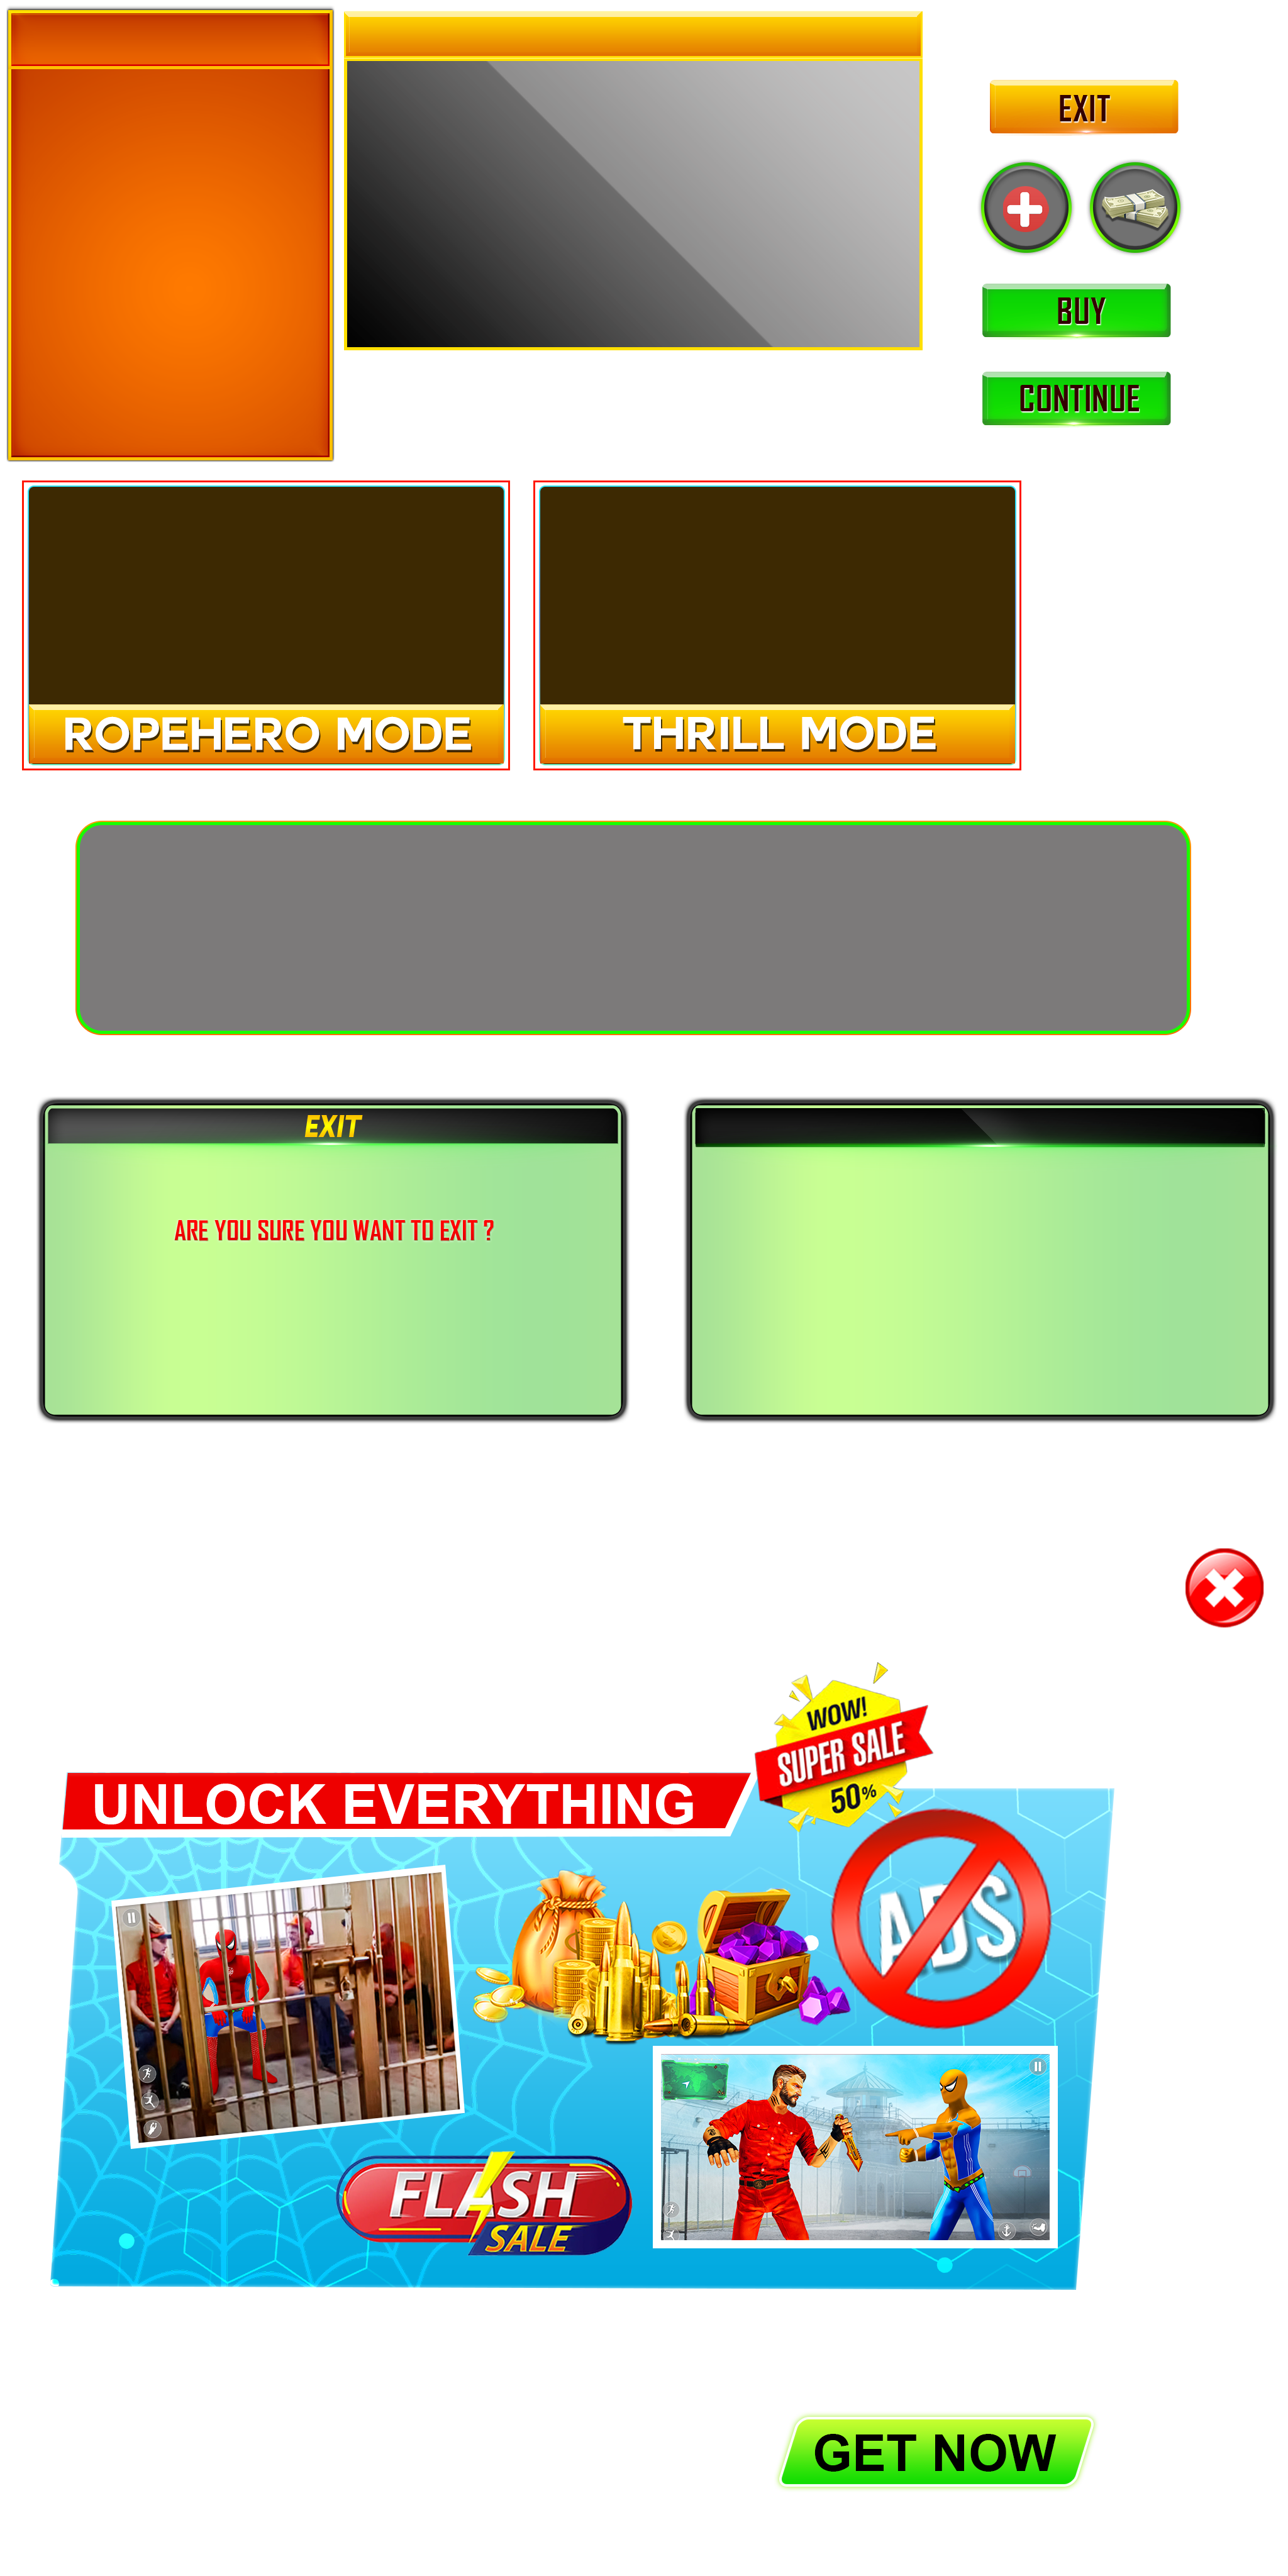 EXIT
BUY
CONTINUE
ROPEHERO MODE
THRILL MODE
EXIT
ARE YOU SURE YOU WANT TO EXIT ?
WOW!
SUPER SALE
50%
UNLOCK EVERYTHING
ADS
FLASH
SALE
GET NOW